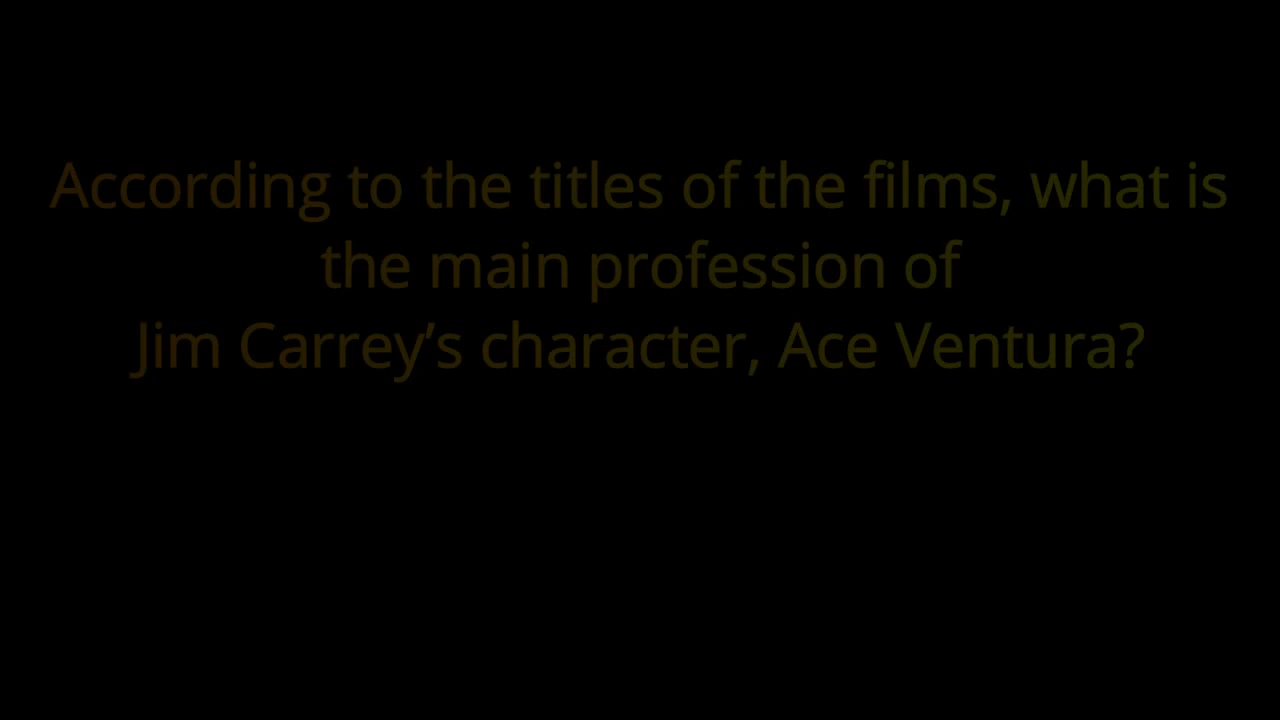 According to the titles of the films, what is
the main profession of
Jim Carrey’s character, Ace Ventura?